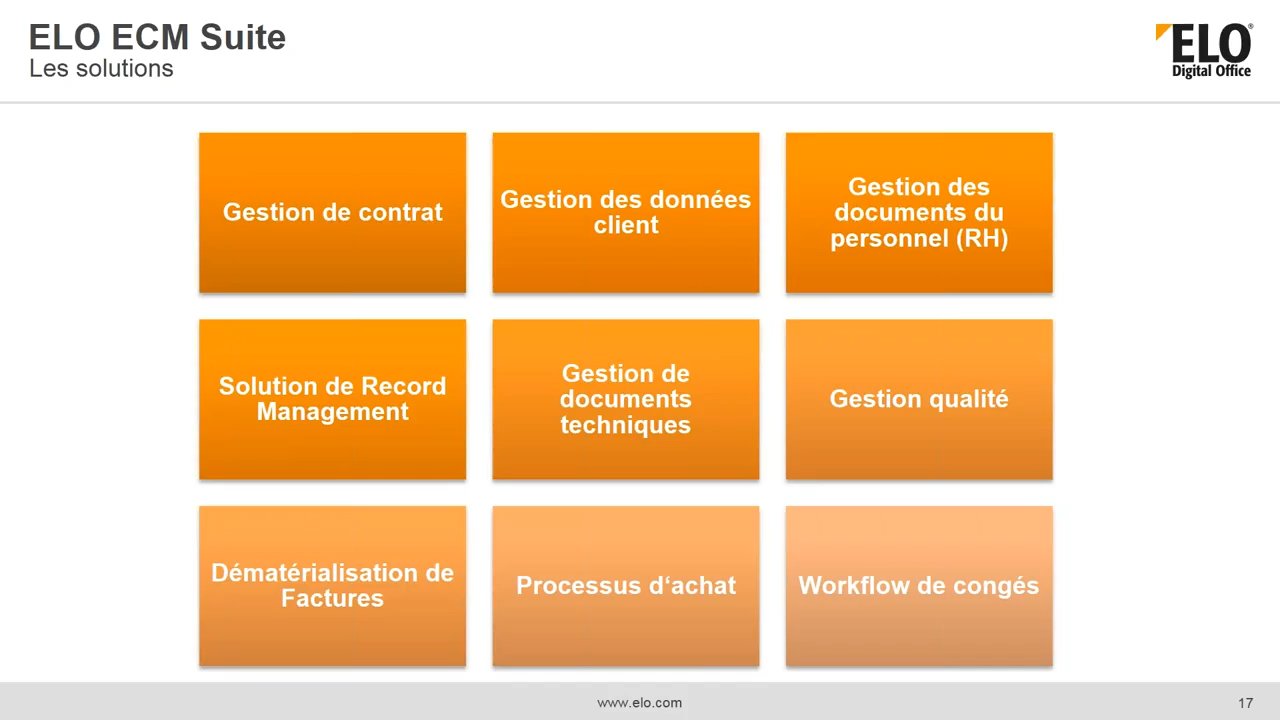 ELO ECM Suite
Les solutions
ELO®
Digital Office
Gestion de contrat
Gestion des données
client
Gestion des
documents du
personnel (RH)
Solution de Record
Management
Gestion de
documents
techniques
Gestion qualité
Dématérialisation de
Factures
Processus d‘achat
Workflow de congés
www.elo.com
17